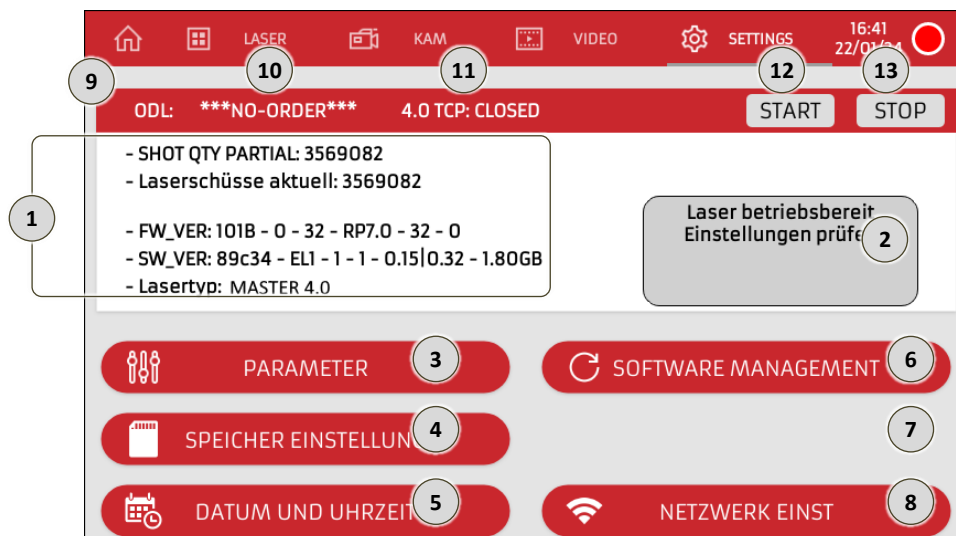 LASER KAM VIDEO SETTINGS 16:41
22/01/24
9 10 11 12 13
ODL: ***NO-ORDER*** 4.0 TCP: CLOSED START STOP
1
- SHOT QTY PARTIAL: 3569082
- Laserschüsse aktuell: 3569082
- FW_VER: 101B - 0 - 32 - RP7.0 - 32 - 0
- SW_VER: 89c34 - EL1 - 1 - 1 - 0.15|0.32 - 1.80GB
- Lasertyp: MASTER 4.0
Laser betriebsbereit
Einstellungen 2
PARAMETER 3
SOFTWARE MANAGEMENT 6
SPEICHER 4
7
DATUM UND UHRZEIT 5
NETZWERK EINST 8